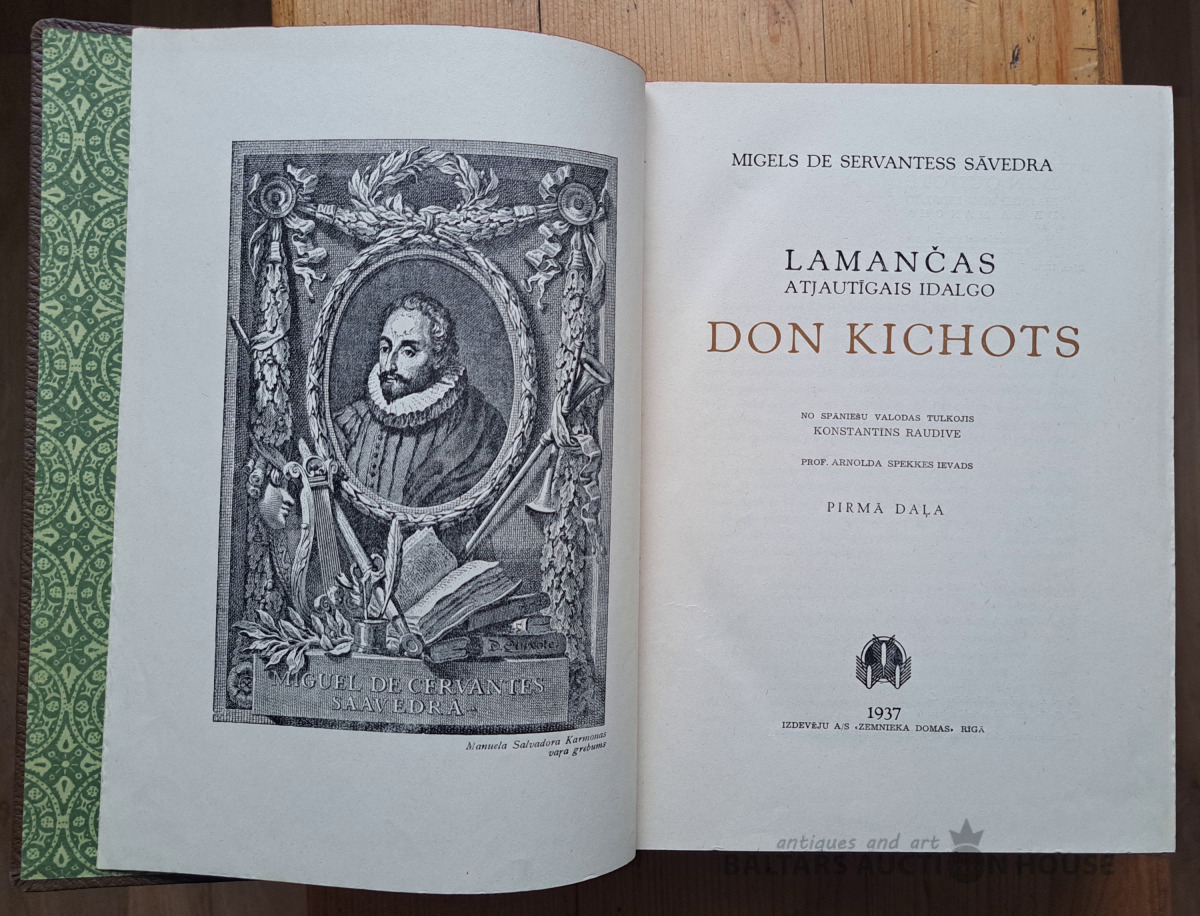 D. Quixote
MIGUEL DE CERVANTES
SAAVEDRA
Manuela Salvadora Karmonas
vaŗa grebums
MIGELS DE SERVANTESS SĀVEDRA
LAMANČAS
ATJAUTĪGAIS IDALGO
DON KICHOTS
NO SPĀNIEŠU VALODAS TULKOJIS
KONSTANTINS RAUDIVE
PROF. ARNOLDA SPEKKES IEVADS
PIRMĀ DAĻA
1937
IZDEVĒJU A/S «ZEMNIEKA DOMAS» RĪGĀ
antiques and art
BALTARS AUCTION HOUSE